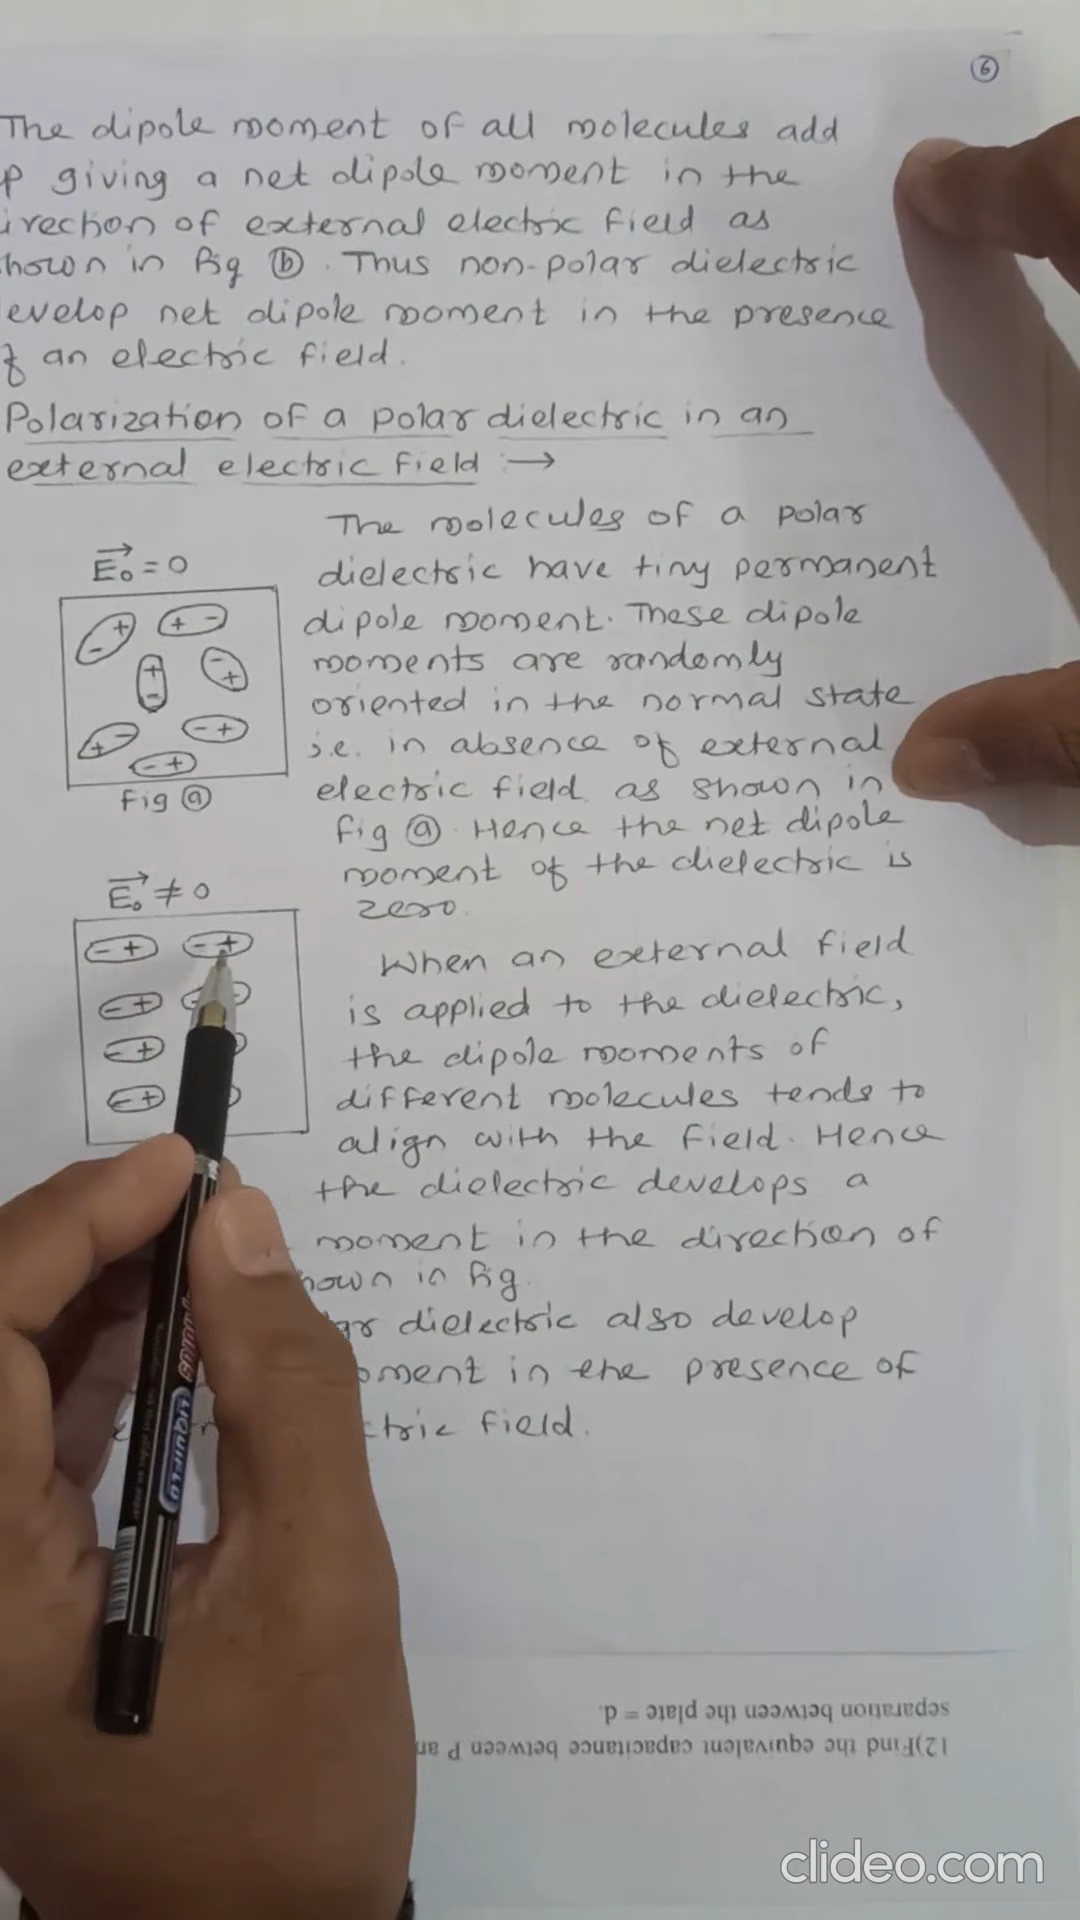 6
The dipole moment of all molecules add
p giving a net dipole moment in the
irection of external electric field as
hown in fig (b). Thus non-polar dielectric
evelop net dipole moment in the presence
f an electric field.
Polarization of a polar dielectric in an
external electric field :→
The molecules of a polar
dielectric have tiny permanent
dipole moment. These dipole
moments are randomly
oriented in the normal state
i.e. in absence of external
electric field as shown in
fig (a). Hence the net dipole
moment of the dielectric is
zero.
E₀ = 0
+ - + -
- +
+ -
- +
+ - - +
- +
fig (a)
When an external field
is applied to the dielectric,
the dipole moments of
different molecules tends to
align with the field. Hence
the dielectric develops a
moment in the direction of
hown in fig.
dielectric also develop
oment in the presence of
ctric field.
E₀ ≠ 0
- + - +
- + -
- +
- +
LIQUIFLO
12)Find the equivalent capacitance between P an
separation between the plate = d.
clideo.com